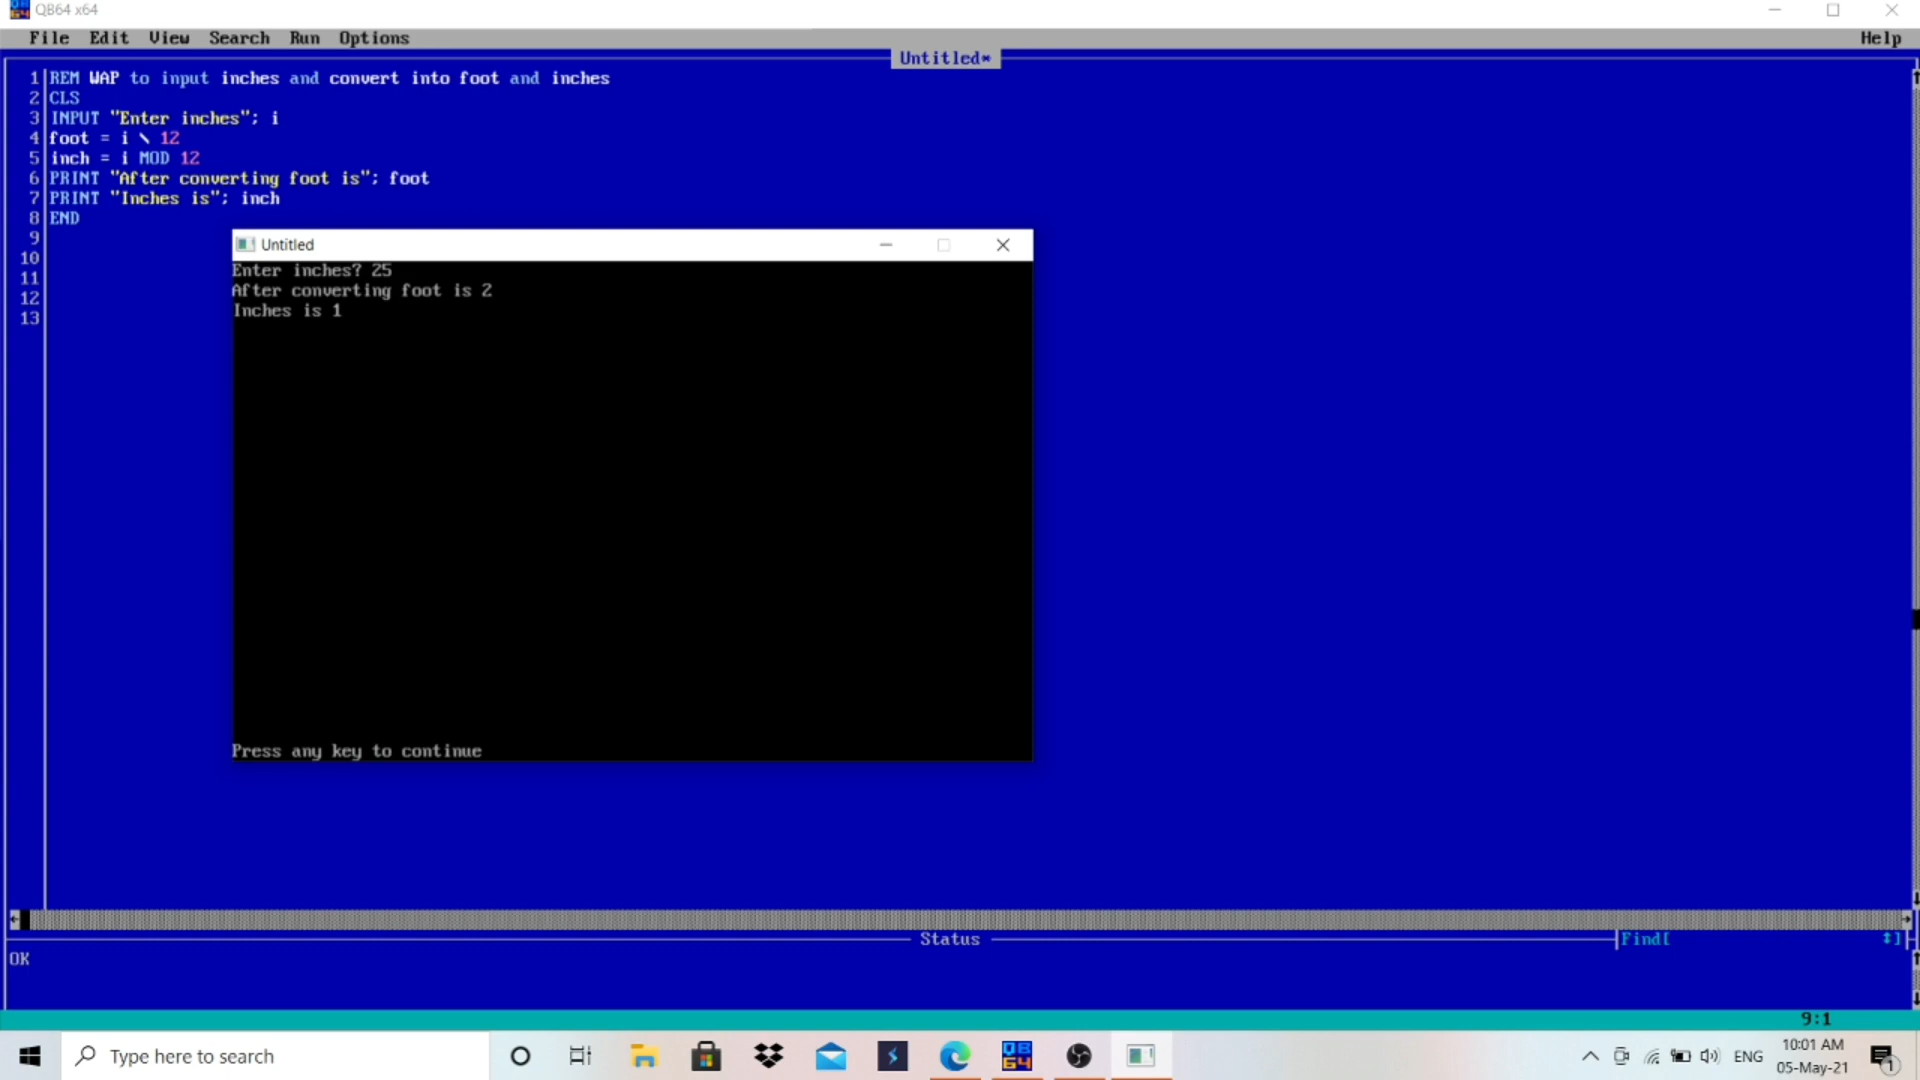 QB64 x64
File Edit View Search Run Options Help
Untitled*
1 REM WAP to input inches and convert into foot and inches
2 CLS
3 INPUT "Enter inches"; i
4 foot = i \ 12
5 inch = i MOD 12
6 PRINT "After converting foot is"; foot
7 PRINT "Inches is"; inch
8 END
9
10
11
12
13
Untitled
Enter inches? 25
After converting foot is 2
Inches is 1
Press any key to continue
Status
Find[
OK
9:1
Type here to search
QB64
ENG
10:01 AM
05-May-21
1